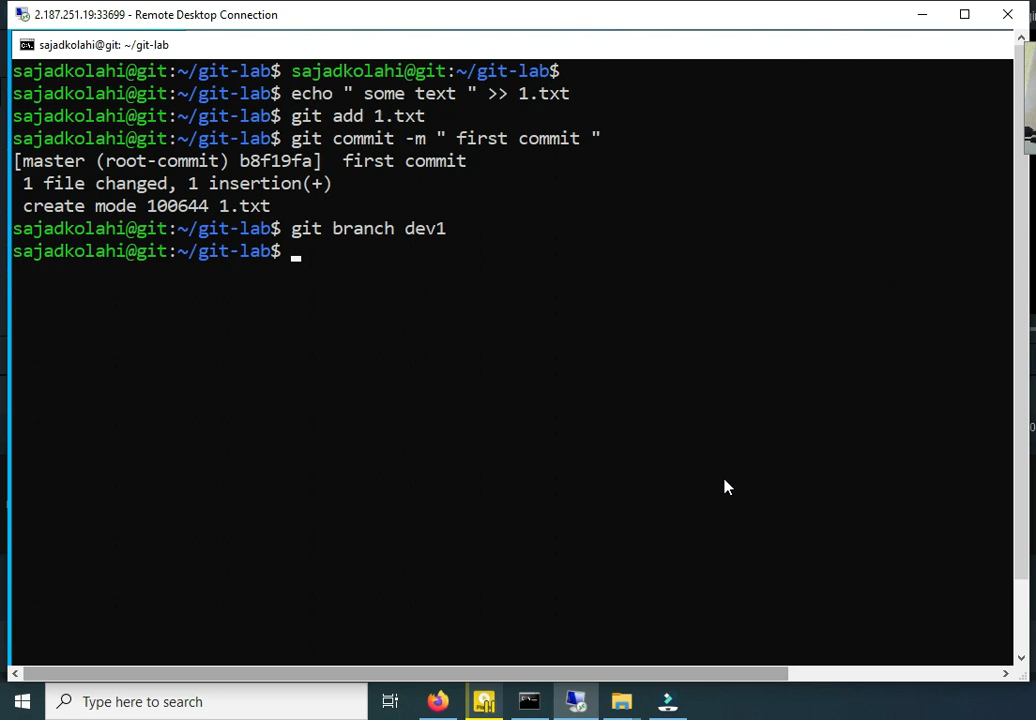 2.187.251.19:33699 - Remote Desktop Connection
sajadkolahi@git: ~/git-lab
sajadkolahi@git:~/git-lab$ sajadkolahi@git:~/git-lab$
sajadkolahi@git:~/git-lab$ echo " some text " >> 1.txt
sajadkolahi@git:~/git-lab$ git add 1.txt
sajadkolahi@git:~/git-lab$ git commit -m " first commit "
[master (root-commit) b8f19fa]  first commit
 1 file changed, 1 insertion(+)
 create mode 100644 1.txt
sajadkolahi@git:~/git-lab$ git branch dev1
sajadkolahi@git:~/git-lab$
Type here to search